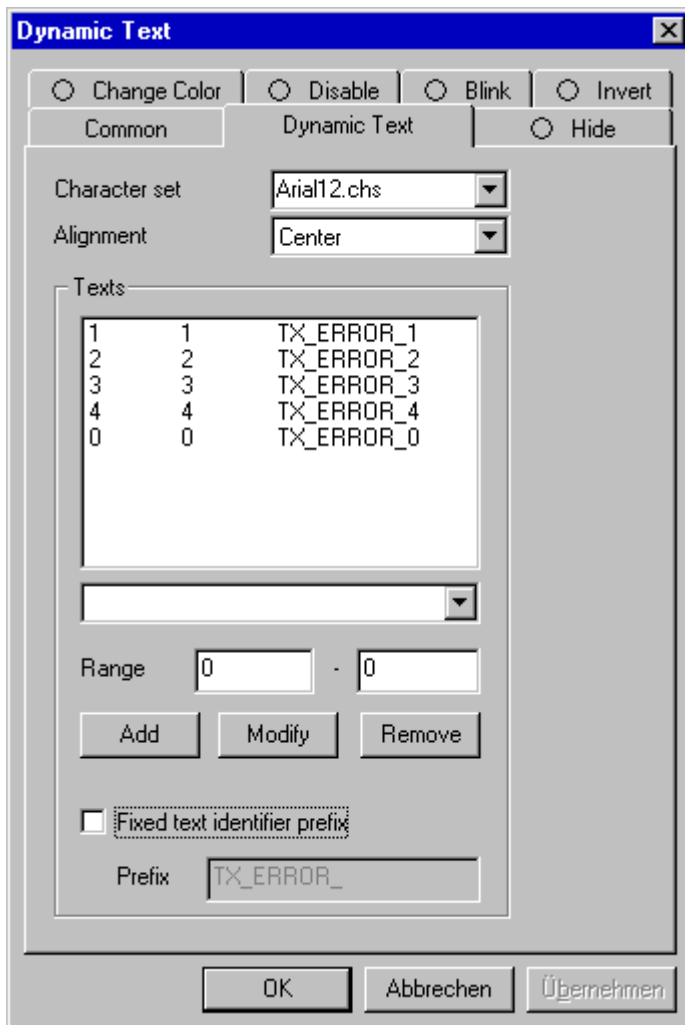 Dynamic Text
Change Color Disable Blink Invert
Common Dynamic Text Hide
Character set Arial12.chs
Alignment Center
Texts
1 1 TX_ERROR_1
2 2 TX_ERROR_2
3 3 TX_ERROR_3
4 4 TX_ERROR_4
0 0 TX_ERROR_0
Range 0 - 0
Add Modify Remove
Fixed text identifier prefix
Prefix TX_ERROR_
OK Abbrechen Übernehmen